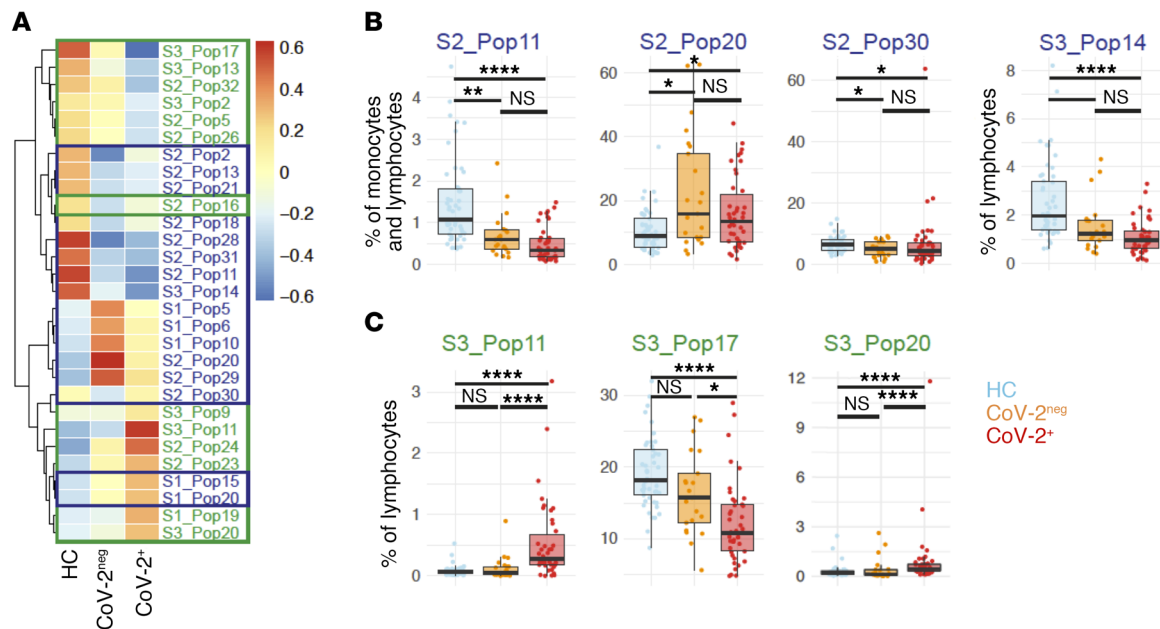 A
S3_Pop17
S3_Pop13
S2_Pop32
S3_Pop2
S2_Pop5
S2_Pop26
S2_Pop2
S2_Pop13
S2_Pop21
S2_Pop16
S2_Pop18
S2_Pop28
S2_Pop31
S2_Pop11
S3_Pop14
S1_Pop5
S1_Pop6
S1_Pop10
S2_Pop20
S2_Pop29
S2_Pop30
S3_Pop9
S3_Pop11
S2_Pop24
S2_Pop23
S1_Pop15
S1_Pop20
S1_Pop19
S3_Pop20
HC
CoV-2neg
CoV-2+
0.6
0.4
0.2
0
−0.2
−0.4
−0.6
B
S2_Pop11
% of monocytes
and lymphocytes
4
3
2
1
0
****
**
NS
S2_Pop20
60
40
20
0
*
*
NS
S2_Pop30
60
40
20
0
*
*
NS
S3_Pop14
% of lymphocytes
8
6
4
2
0
****
*
NS
C
S3_Pop11
% of lymphocytes
3
2
1
0
****
NS
****
S3_Pop17
30
20
10
****
NS
*
S3_Pop20
12
9
6
3
0
****
NS
****
HC
CoV-2neg
CoV-2+